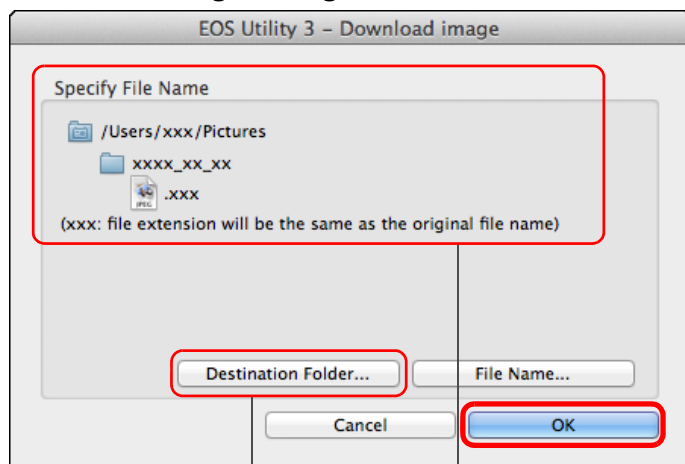 EOS Utility 3 – Download image
Specify File Name
/Users/xxx/Pictures
xxxx_xx_xx
.xxx
(xxx: file extension will be the same as the original file name)
Destination Folder...
File Name...
Cancel
OK